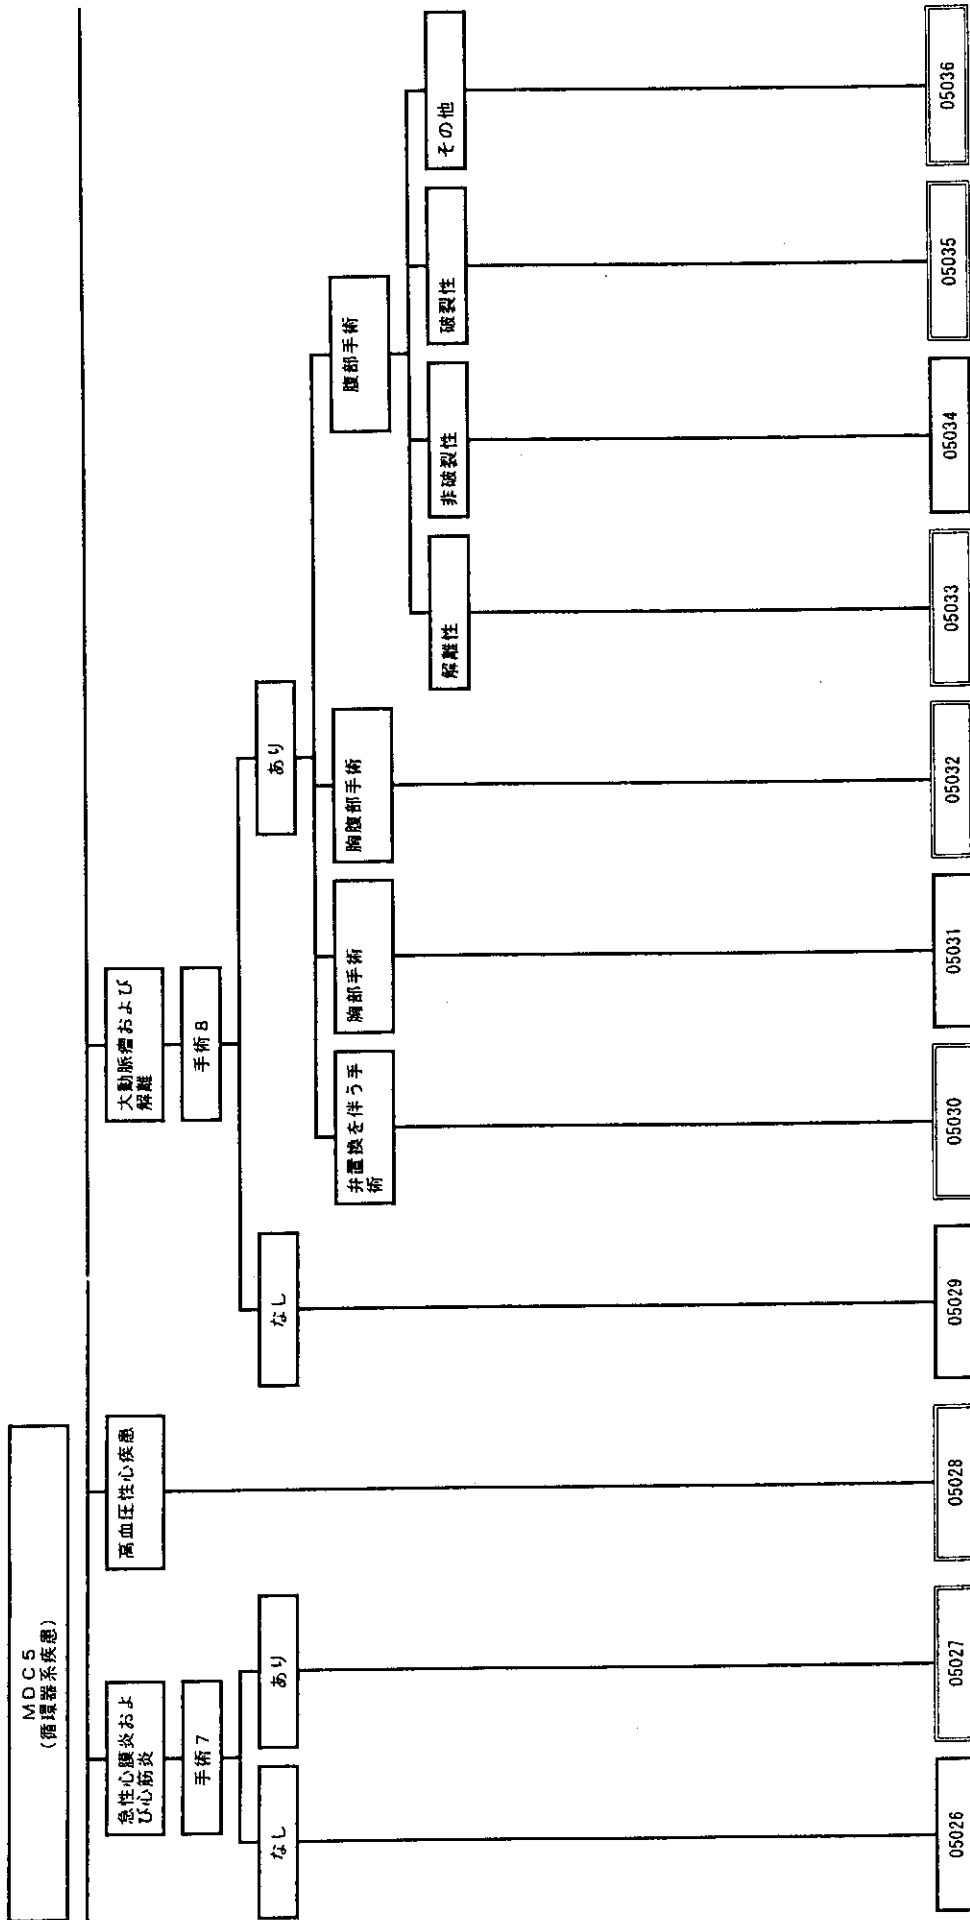 MDC5
(循環器系疾患)
急性心膜炎およ
び心筋炎
手術7
なし
あり
高血圧性心疾患
大動脈瘤および
解離
手術8
なし
あり
弁置換を伴う手
術
胸部手術
胸腹部手術
腹部手術
解離性
非破裂性
破裂性
その他
05026
05027
05028
05029
05030
05031
05032
05033
05034
05035
05036